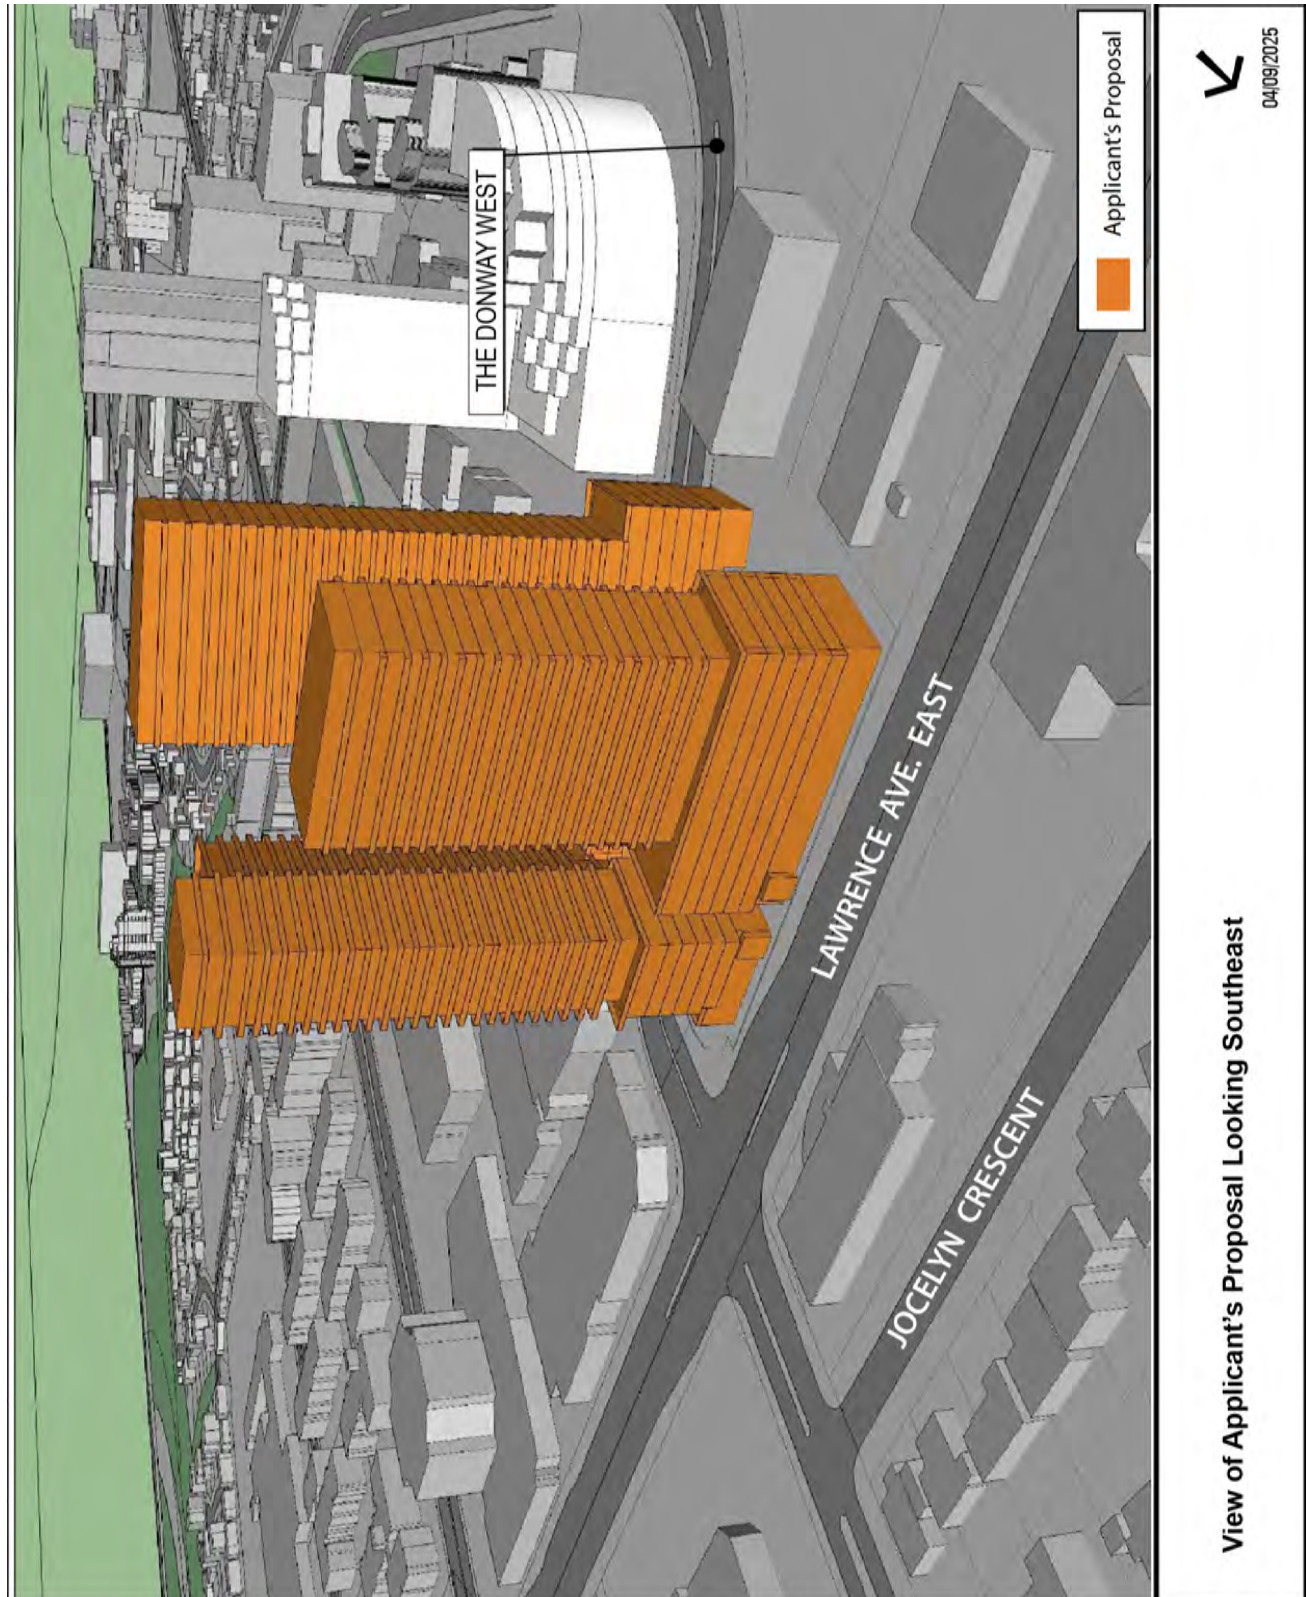 THE DONWAY WEST
LAWRENCE AVE. EAST
JOCELYN CRESCENT
Applicant's Proposal
View of Applicant's Proposal Looking Southeast
04/09/2025